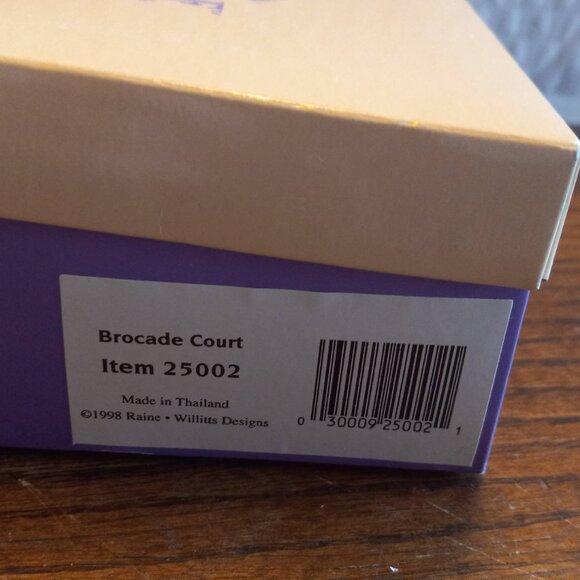 Brocade Court
Item 25002
Made in Thailand
©1998 Raine • Willitts Designs
0 30009 25002 1